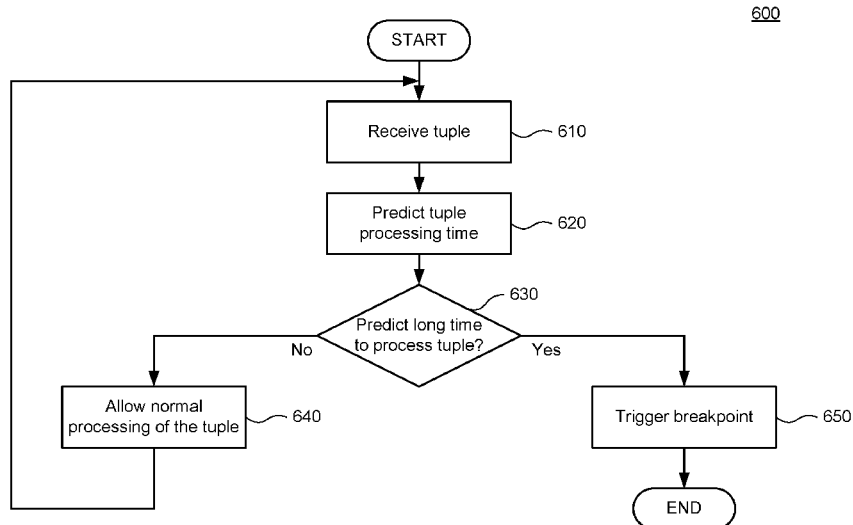 600
START
Receive tuple
610
Predict tuple
processing time
620
630
Predict long time
to process tuple?
No
Yes
Allow normal
processing of the tuple
640
Trigger breakpoint
650
END